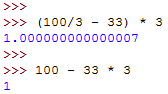 >>>
>>> (100/3 - 33) * 3
1.000000000000007
>>>
>>> 100 - 33 * 3
1